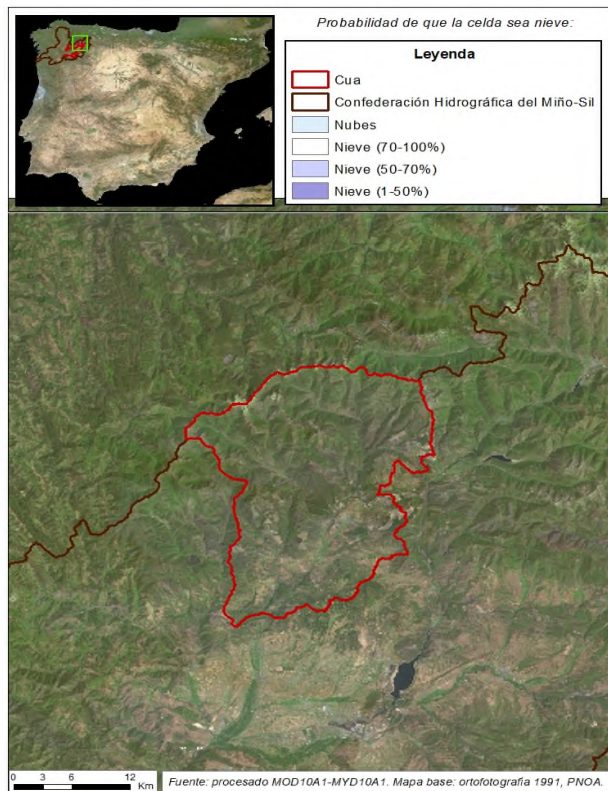 Probabilidad de que la celda sea nieve:
Leyenda
Cua
Confederación Hidrográfica del Miño-Sil
Nubes
Nieve (70-100%)
Nieve (50-70%)
Nieve (1-50%)
0 3 6 12
Km
Fuente: procesado MOD10A1-MYD10A1. Mapa base: ortofotografía 1991, PNOA.